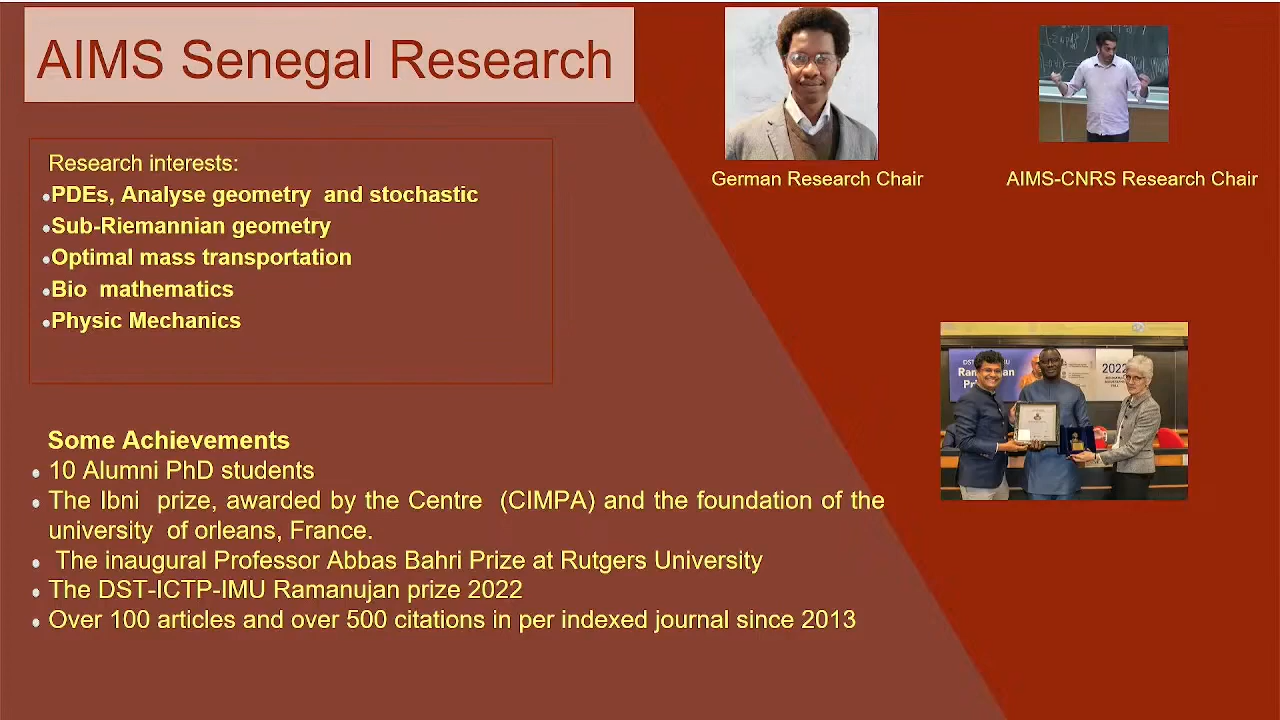 AIMS Senegal Research
German Research Chair
AIMS-CNRS Research Chair
Research interests:
•PDEs, Analyse geometry and stochastic
•Sub-Riemannian geometry
•Optimal mass transportation
•Bio mathematics
•Physic Mechanics
2022
Some Achievements
• 10 Alumni PhD students
• The Ibni prize, awarded by the Centre (CIMPA) and the foundation of the
university of orleans, France.
• The inaugural Professor Abbas Bahri Prize at Rutgers University
• The DST-ICTP-IMU Ramanujan prize 2022
• Over 100 articles and over 500 citations in per indexed journal since 2013